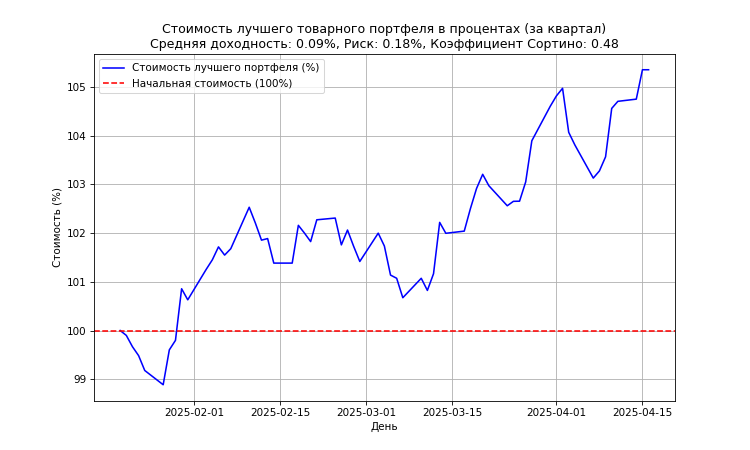 Стоимость лучшего товарного портфеля в процентах (за квартал)
Средняя доходность: 0.09%, Риск: 0.18%, Коэффициент Сортино: 0.48
Стоимость лучшего портфеля (%)
Начальная стоимость (100%)
Стоимость (%)
105
104
103
102
101
100
99
2025-02-01
2025-02-15
2025-03-01
2025-03-15
2025-04-01
2025-04-15
День